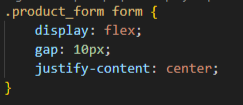 .product_form form {
    display: flex;
    gap: 10px;
    justify-content: center;
}